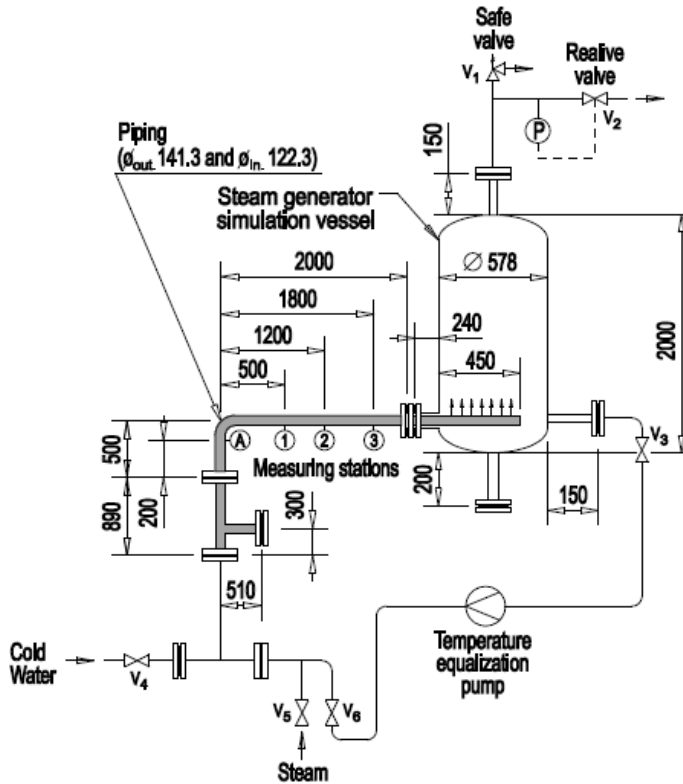 Safe
valve
V1
Realive
valve
V2
P
150
Piping
(øout. 141.3 and øin. 122.3)
Steam generator
simulation vessel
2000
Ø 578
1800
240
1200
450
500
2000
A
1
2
3
V3
500
Measuring stations
200
200
890
300
150
510
Temperature
equalization
pump
Cold
Water
V4
V5
V6
Steam